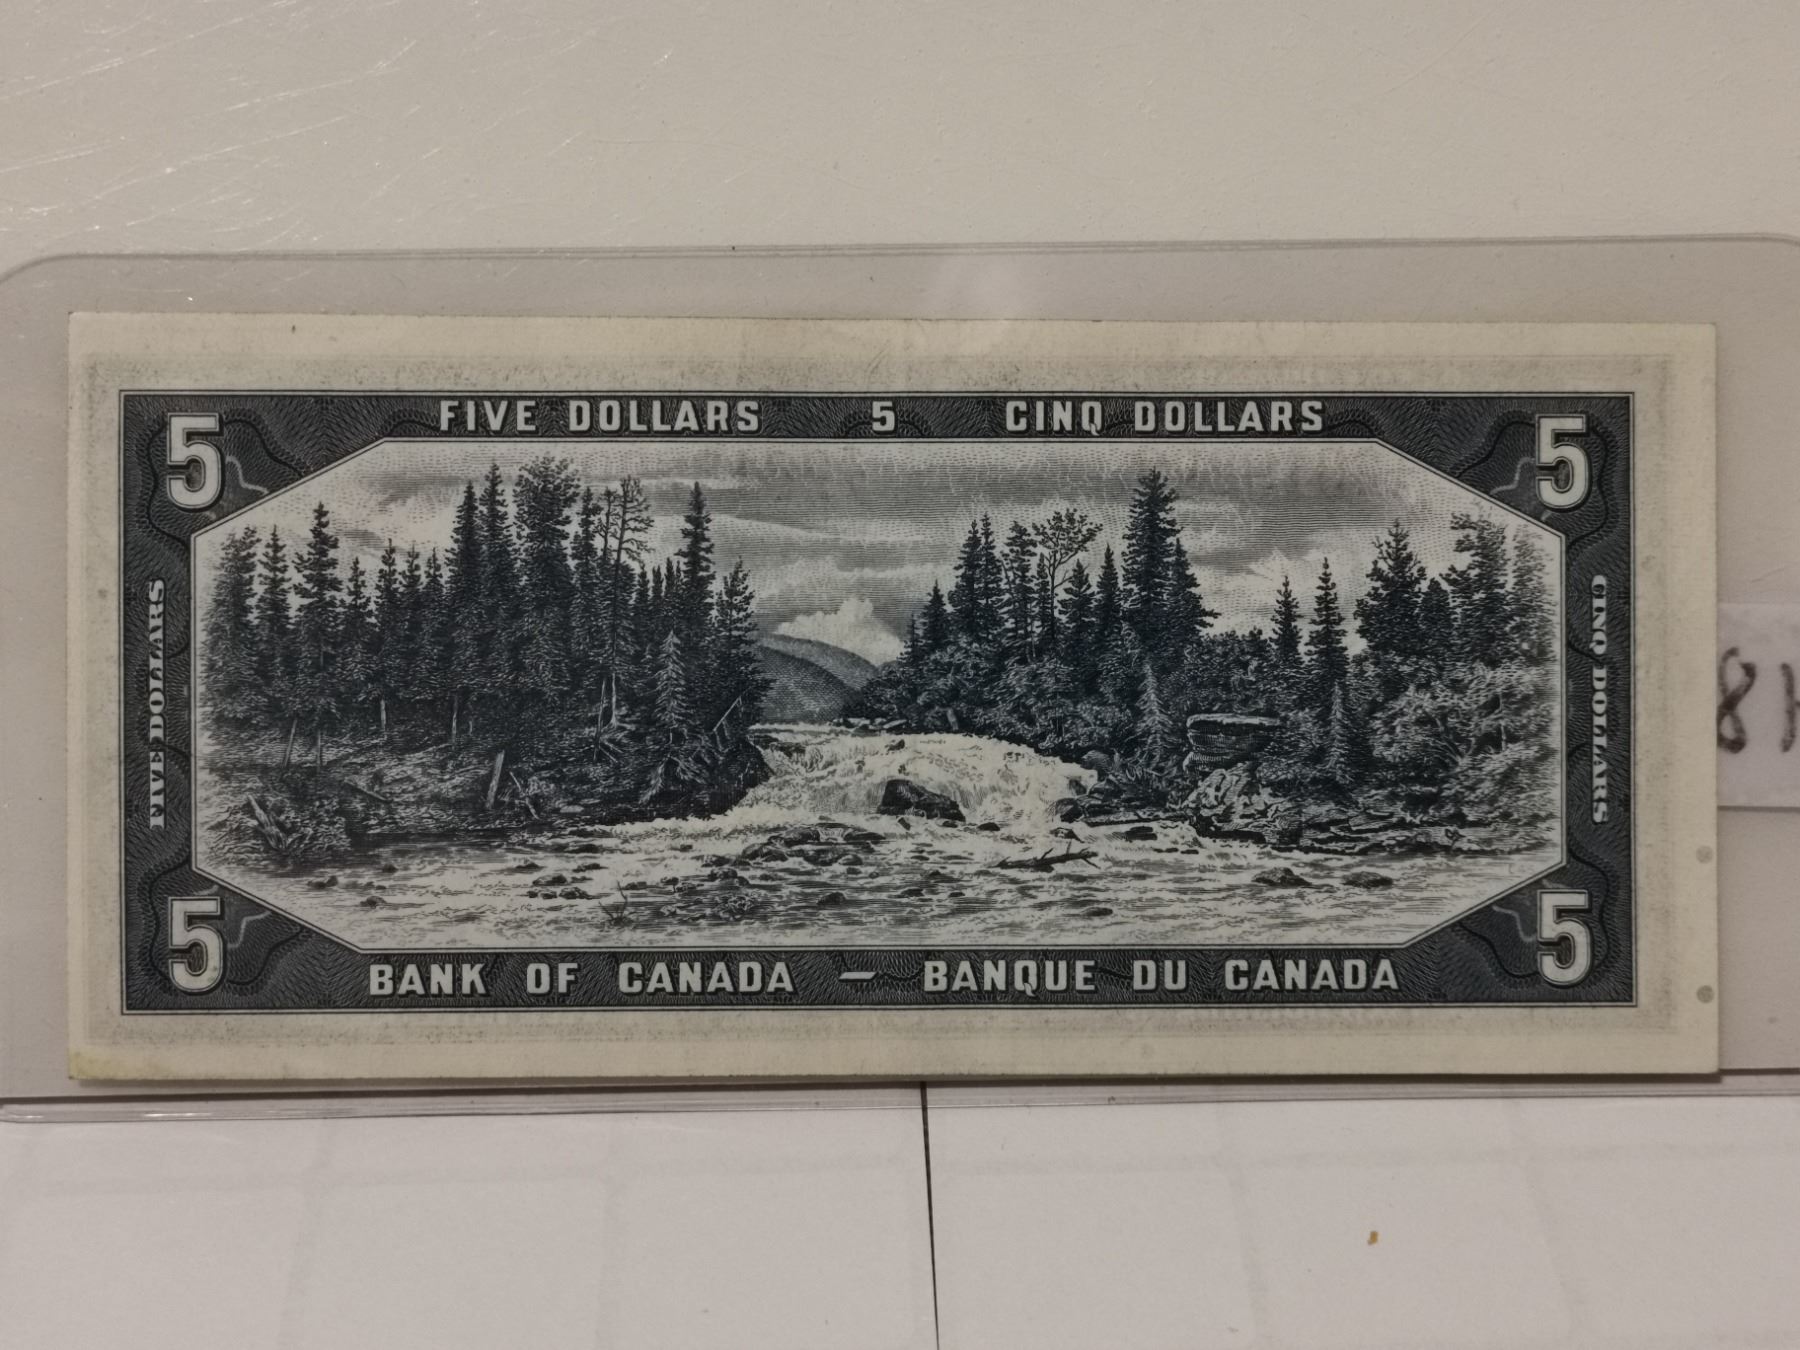 FIVE DOLLARS 5 CINQ DOLLARS
5 5
FIVE DOLLARS
CINQ DOLLARS
5 5
BANK OF CANADA — BANQUE DU CANADA
8